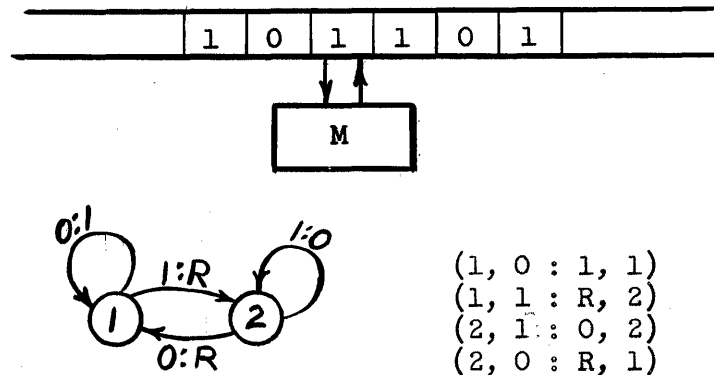 1 0 1 1 0 1
M
0:1
1:R
1:0
1
2
0:R
(1, 0 : 1, 1)
(1, 1 : R, 2)
(2, 1 : 0, 2)
(2, 0 : R, 1)